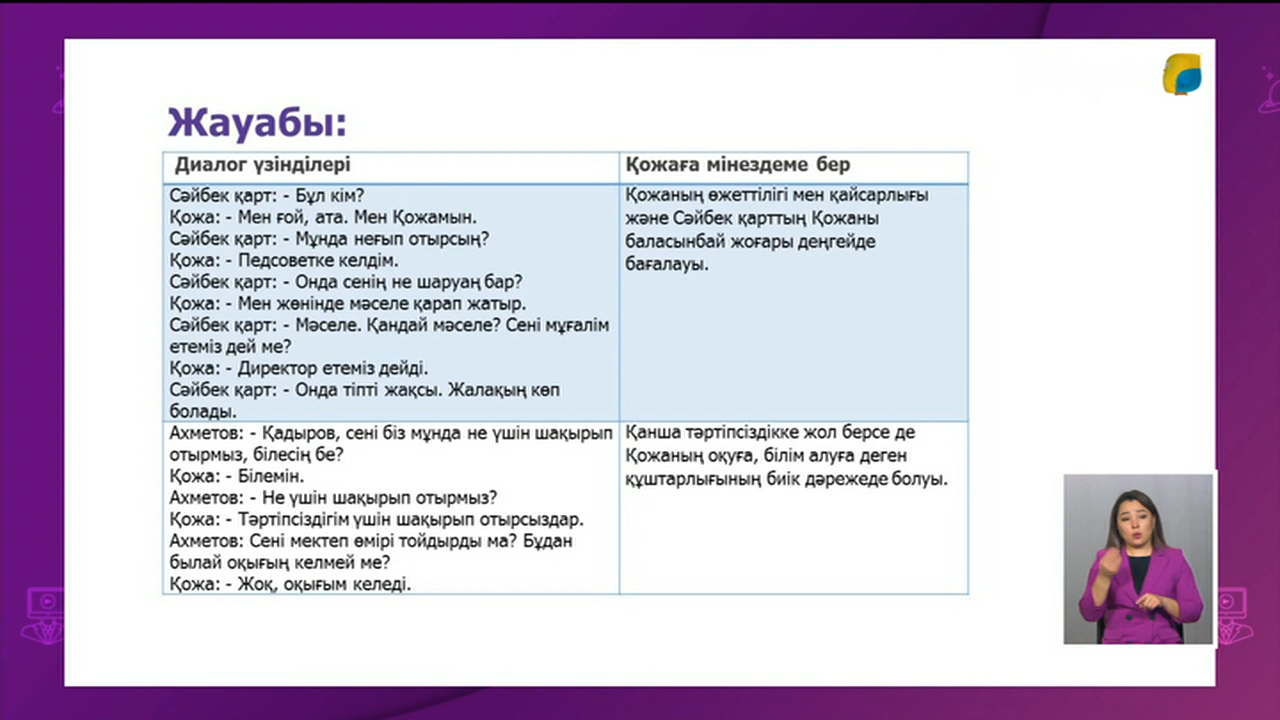 Жауабы:
Диалог үзінділері
Қожаға мінездеме бер
Сәйбек қарт: - Бұл кім?
Қожа: - Мен ғой, ата. Мен Қожамын.
Сәйбек қарт: - Мұнда неғып отырсың?
Қожа: - Педсоветке келдім.
Сәйбек қарт: - Онда сенің не шаруаң бар?
Қожа: - Мен жөнінде мәселе қарап жатыр.
Сәйбек қарт: - Мәселе. Қандай мәселе? Сені мұғалім
етеміз дей ме?
Қожа: - Директор етеміз дейді.
Сәйбек қарт: - Онда тіпті жақсы. Жалақың көп
болады.
Қожаның өжеттілігі мен қайсарлығы
және Сәйбек қарттың Қожаны
баласынбай жоғары деңгейде
бағалауы.
Ахметов: - Қадыров, сені біз мұнда не үшін шақырып
отырмыз, білесің бе?
Қожа: - Білемін.
Ахметов: - Не үшін шақырып отырмыз?
Қожа: - Тәртіпсіздігім үшін шақырып отырсыздар.
Ахметов: Сені мектеп өмірі тойдырды ма? Бұдан
былай оқығың келмей ме?
Қожа: - Жоқ, оқығым келеді.
Қанша тәртіпсіздікке жол берсе де
Қожаның оқуға, білім алуға деген
құштарлығының биік дәрежеде болуы.